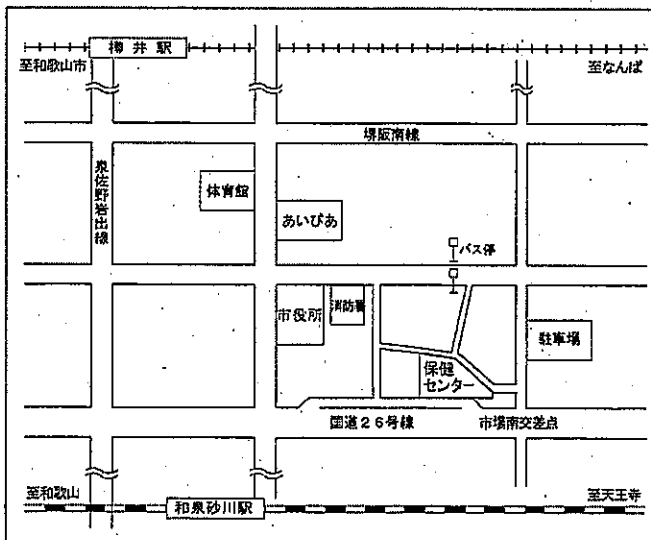 樽井駅
至和歌山市
至なんば
堺阪南線
泉佐野岩出線
体育館
あいぴあ
バス停
市役所
消防署
駐車場
保健
センター
国道26号線
市場南交差点
至和歌山
和泉砂川駅
至天王寺